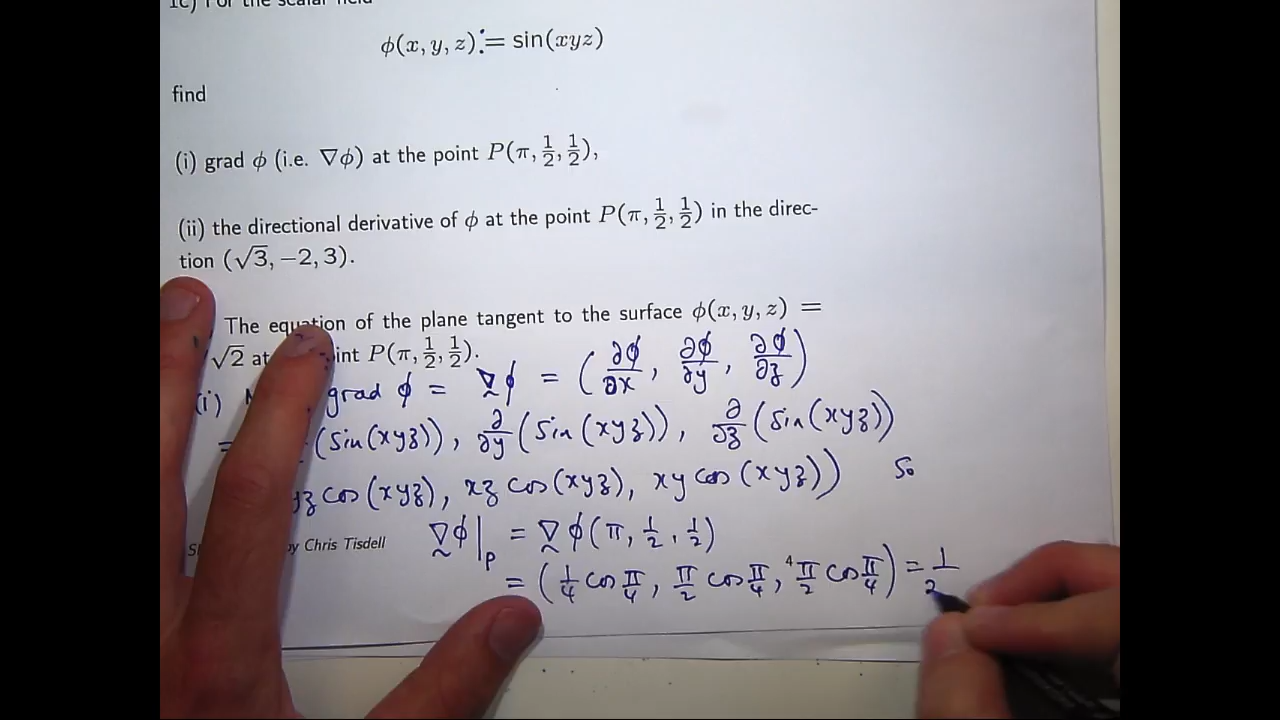 1c) For the scalar field
ϕ(x, y, z) := sin(xyz)
find
(i) grad ϕ (i.e. ∇ϕ) at the point P(π, 1/2, 1/2),
(ii) the directional derivative of ϕ at the point P(π, 1/2, 1/2) in the direc-
tion (√3, −2, 3).
The equation of the plane tangent to the surface ϕ(x, y, z) =
√2 at int P(π, 1/2, 1/2).
(i) grad ϕ = ∇ϕ = (∂ϕ/∂x, ∂ϕ/∂y, ∂ϕ/∂z)
= (sin(xyz)), ∂/∂y (sin(xyz)), ∂/∂z (sin(xyz))
yz cos(xyz), xz cos(xyz), xy cos(xyz)) So
∇ϕ|P = ∇ϕ(π, 1/2, 1/2)
by Chris Tisdell
= (1/4 cos π/4, π/2 cos π/4, π/2 cos π/4) = 1/2